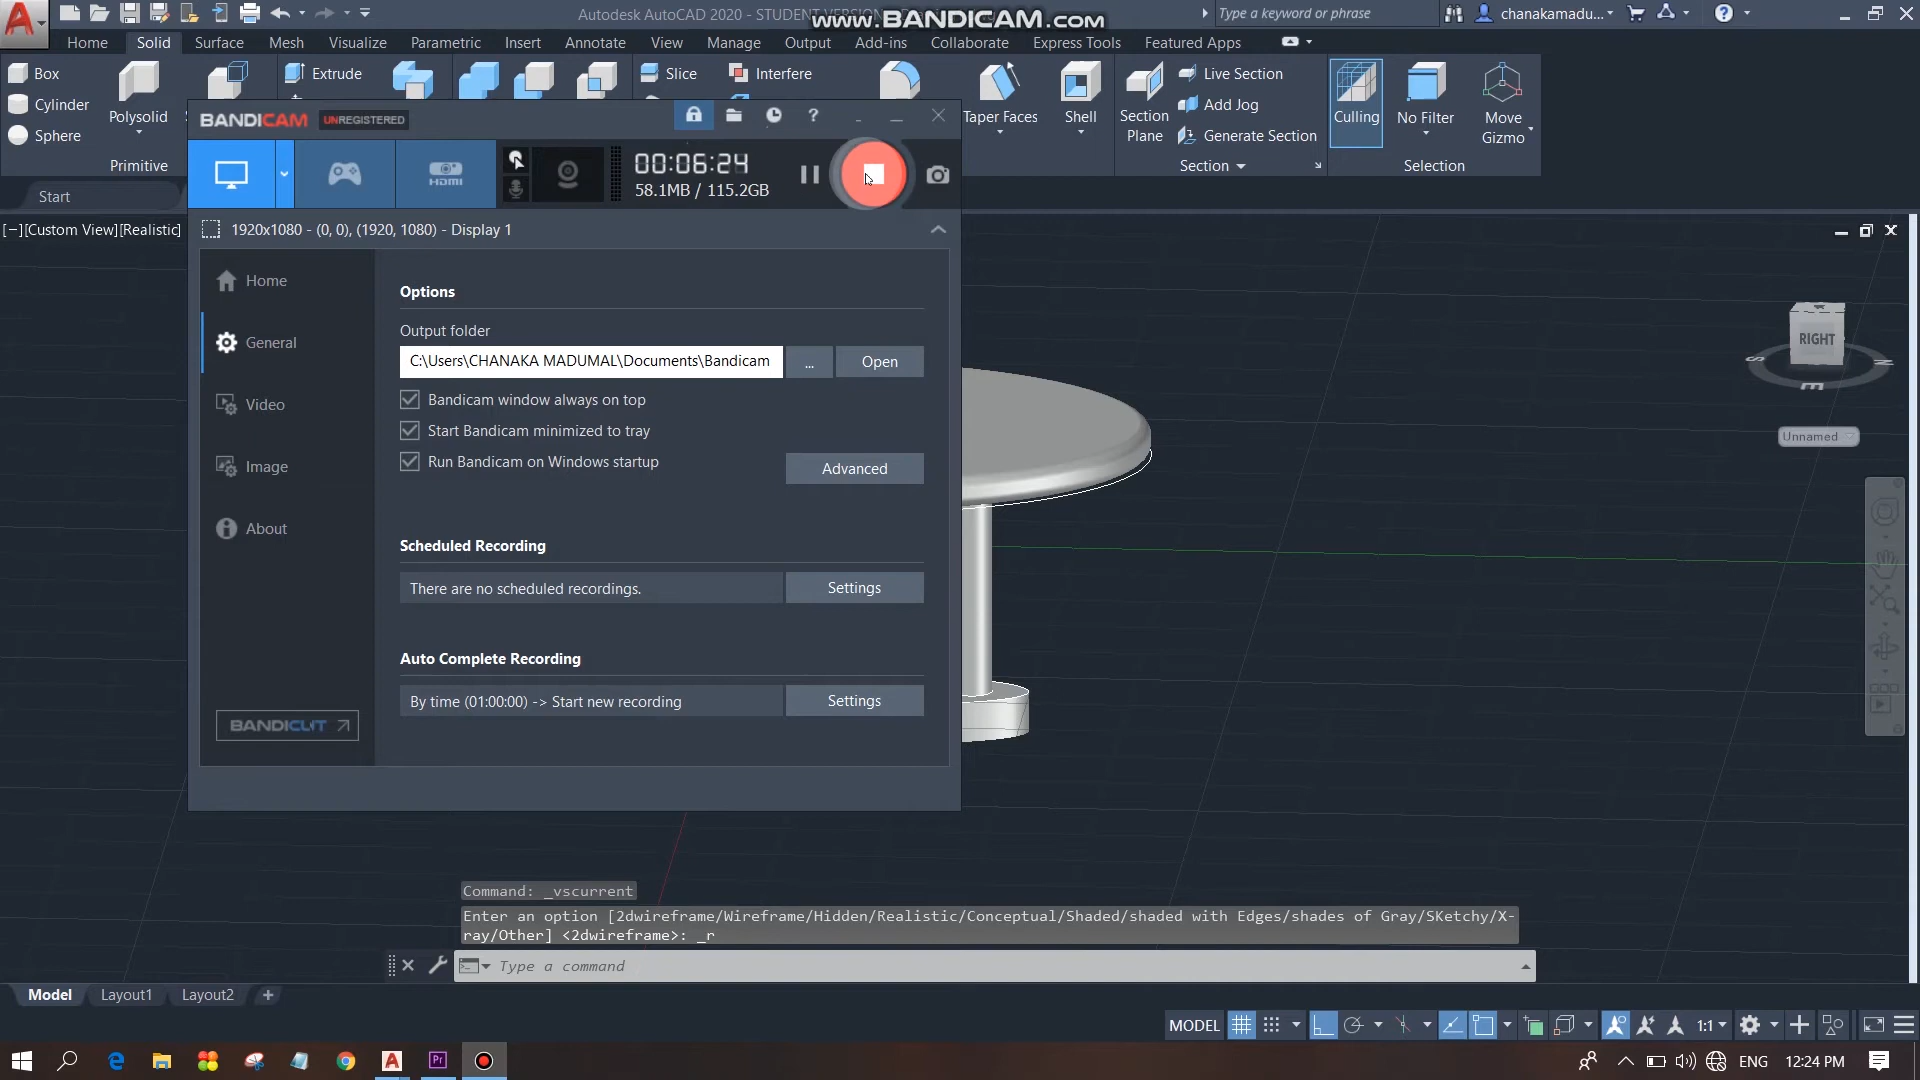 Autodesk AutoCAD 2020 - STUDENT VERSION
www.BANDICAM.com
Type a keyword or phrase
chanakamadu...
Home Solid Surface Mesh Visualize Parametric Insert Annotate View Manage Output Add-ins Collaborate Express Tools Featured Apps
Box
Cylinder
Sphere
Polysolid
Primitive
Extrude
Slice
Interfere
Taper Faces
Shell
Section
Plane
Live Section
Add Jog
Generate Section
Section
Culling
No Filter
Move
Gizmo
Selection
Start
[−][Custom View][Realistic]
BANDICAM UNREGISTERED
HDMI
00:06:24
58.1MB / 115.2GB
1920x1080 - (0, 0), (1920, 1080) - Display 1
Home
General
Video
Image
About
BANDICUT
Options
Output folder
C:\Users\CHANAKA MADUMAL\Documents\Bandicam
...
Open
Bandicam window always on top
Start Bandicam minimized to tray
Run Bandicam on Windows startup
Advanced
Scheduled Recording
There are no scheduled recordings.
Settings
Auto Complete Recording
By time (01:00:00) -> Start new recording
Settings
RIGHT
S
N
E
Unnamed
Command: _vscurrent
Enter an option [2dwireframe/Wireframe/Hidden/Realistic/Conceptual/Shaded/shaded with Edges/shades of Gray/SKetchy/X-
ray/Other] <2dwireframe>: _r
Type a command
Model Layout1 Layout2 +
MODEL
1:1
Pr
ENG
12:24 PM